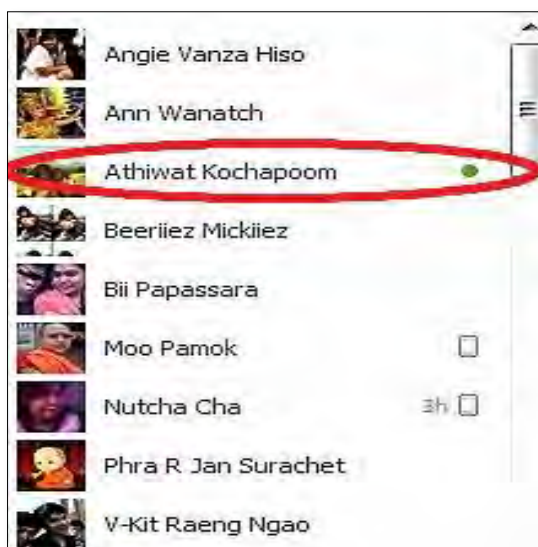 Angie Vanza Hiso
Ann Wanatch
Athiwat Kochapoom
Beeriiez Mickiiez
Bii Papassara
Moo Pamok
Nutcha Cha 3h
Phra R Jan Surachet
V-Kit Raeng Ngao